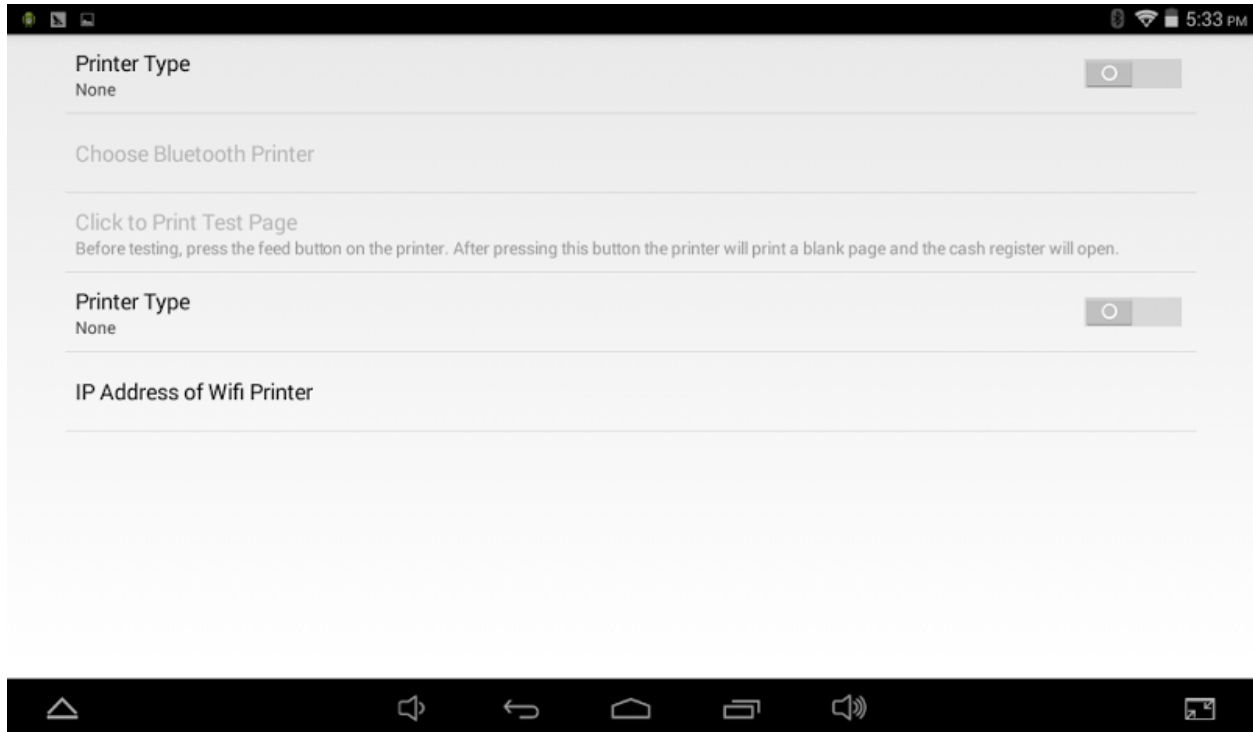 5:33 PM
Printer Type
None
Choose Bluetooth Printer
Click to Print Test Page
Before testing, press the feed button on the printer. After pressing this button the printer will print a blank page and the cash register will open.
Printer Type
None
IP Address of Wifi Printer